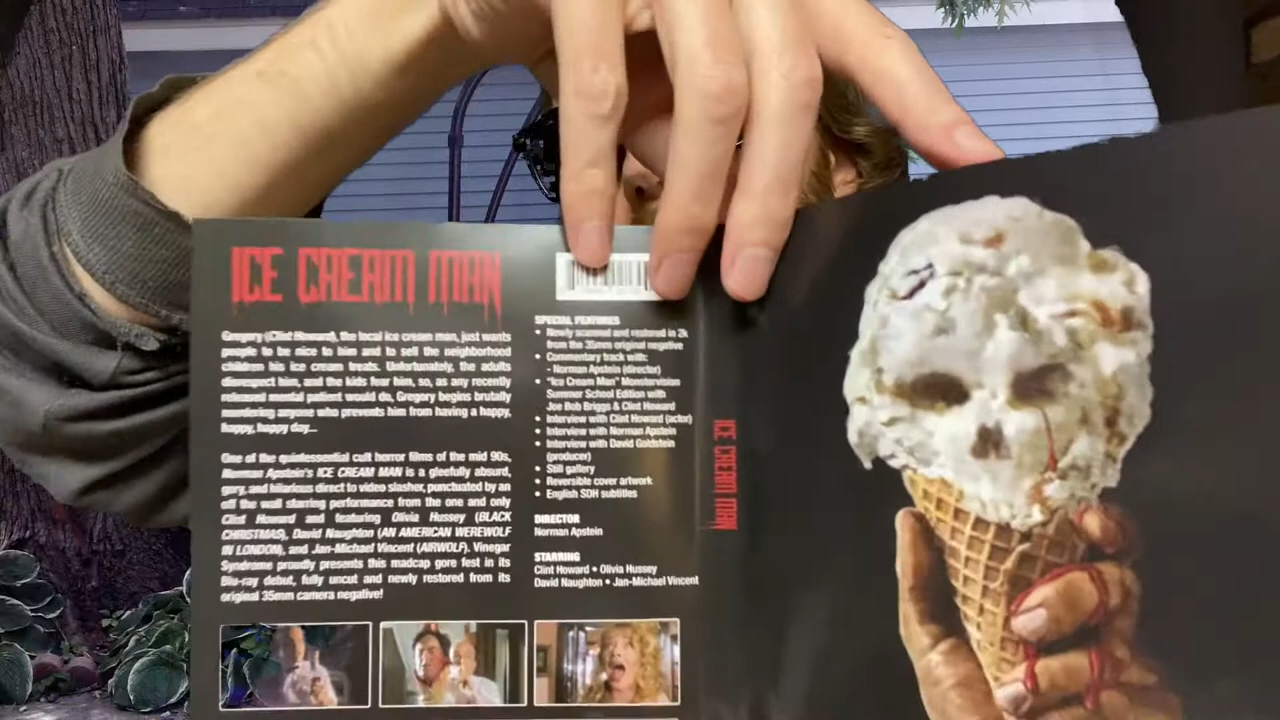 ICE CREAM MAN
Gregory (Clint Howard), the local ice cream man, just wants
people to be nice to him and to sell the neighborhood
children his ice cream treats. Unfortunately, the adults
disrespect him, and the kids fear him, so, as any recently
released mental patient would do, Gregory begins brutally
murdering anyone who prevents him from having a happy,
happy, happy day...
One of the quintessential cult horror films of the mid 90s,
Norman Apstein's ICE CREAM MAN is a gleefully absurd,
gory, and hilarious direct to video slasher, punctuated by an
off the wall starring performance from the one and only
Clint Howard and featuring Olivia Hussey (BLACK
CHRISTMAS), David Naughton (AN AMERICAN WEREWOLF
IN LONDON), and Jan-Michael Vincent (AIRWOLF). Vinegar
Syndrome proudly presents this madcap gore fest in its
Blu-ray debut, fully uncut and newly restored from its
original 35mm camera negative!
SPECIAL FEATURES
• Newly scanned and restored in 2k
from the 35mm original negative
• Commentary track with:
- Norman Apstein (director)
• "Ice Cream Man" Monstervision
Summer School Edition with
Joe Bob Briggs & Clint Howard
• Interview with Clint Howard (actor)
• Interview with Norman Apstein
• Interview with David Goldstein
(producer)
• Still gallery
• Reversible cover artwork
• English SDH subtitles
DIRECTOR
Norman Apstein
STARRING
Clint Howard • Olivia Hussey
David Naughton • Jan-Michael Vincent
ICE CREAM MAN